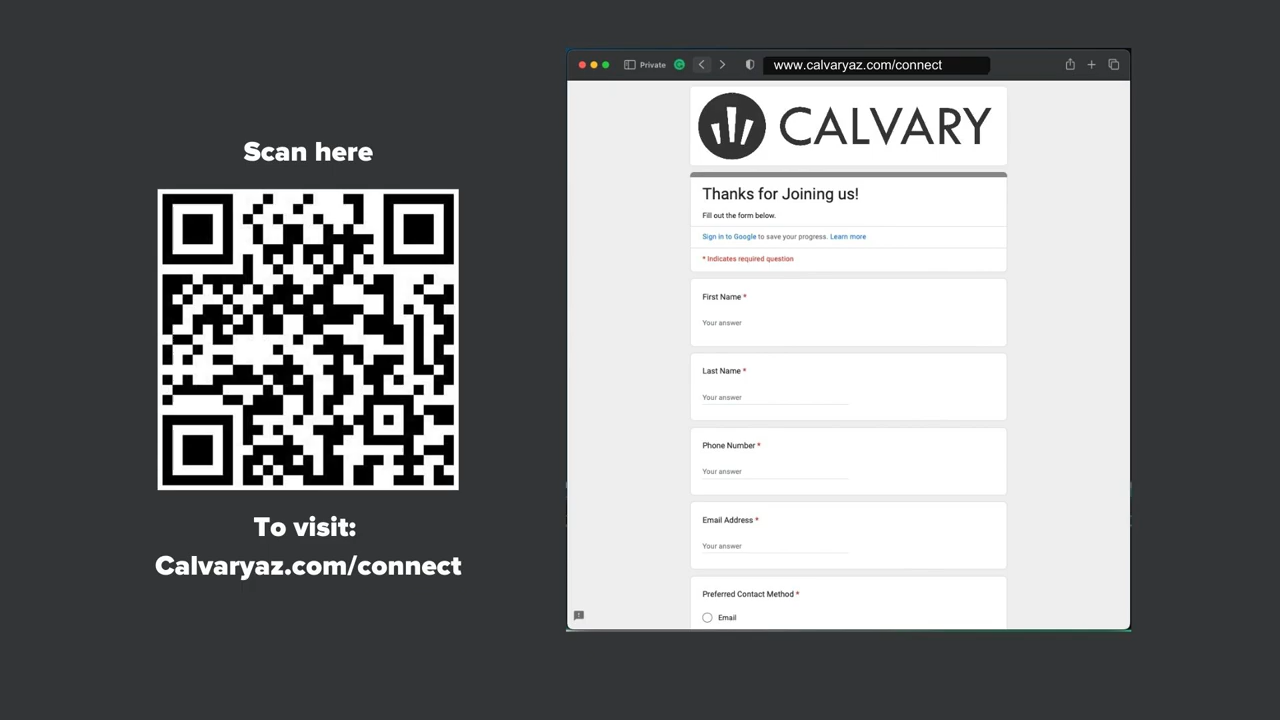 Scan here
To visit:
Calvaryaz.com/connect
Private
www.calvaryaz.com/connect
CALVARY
Thanks for Joining us!
Fill out the form below.
Sign in to Google to save your progress. Learn more
* Indicates required question
First Name *
Your answer
Last Name *
Your answer
Phone Number *
Your answer
Email Address *
Your answer
Preferred Contact Method *
Email